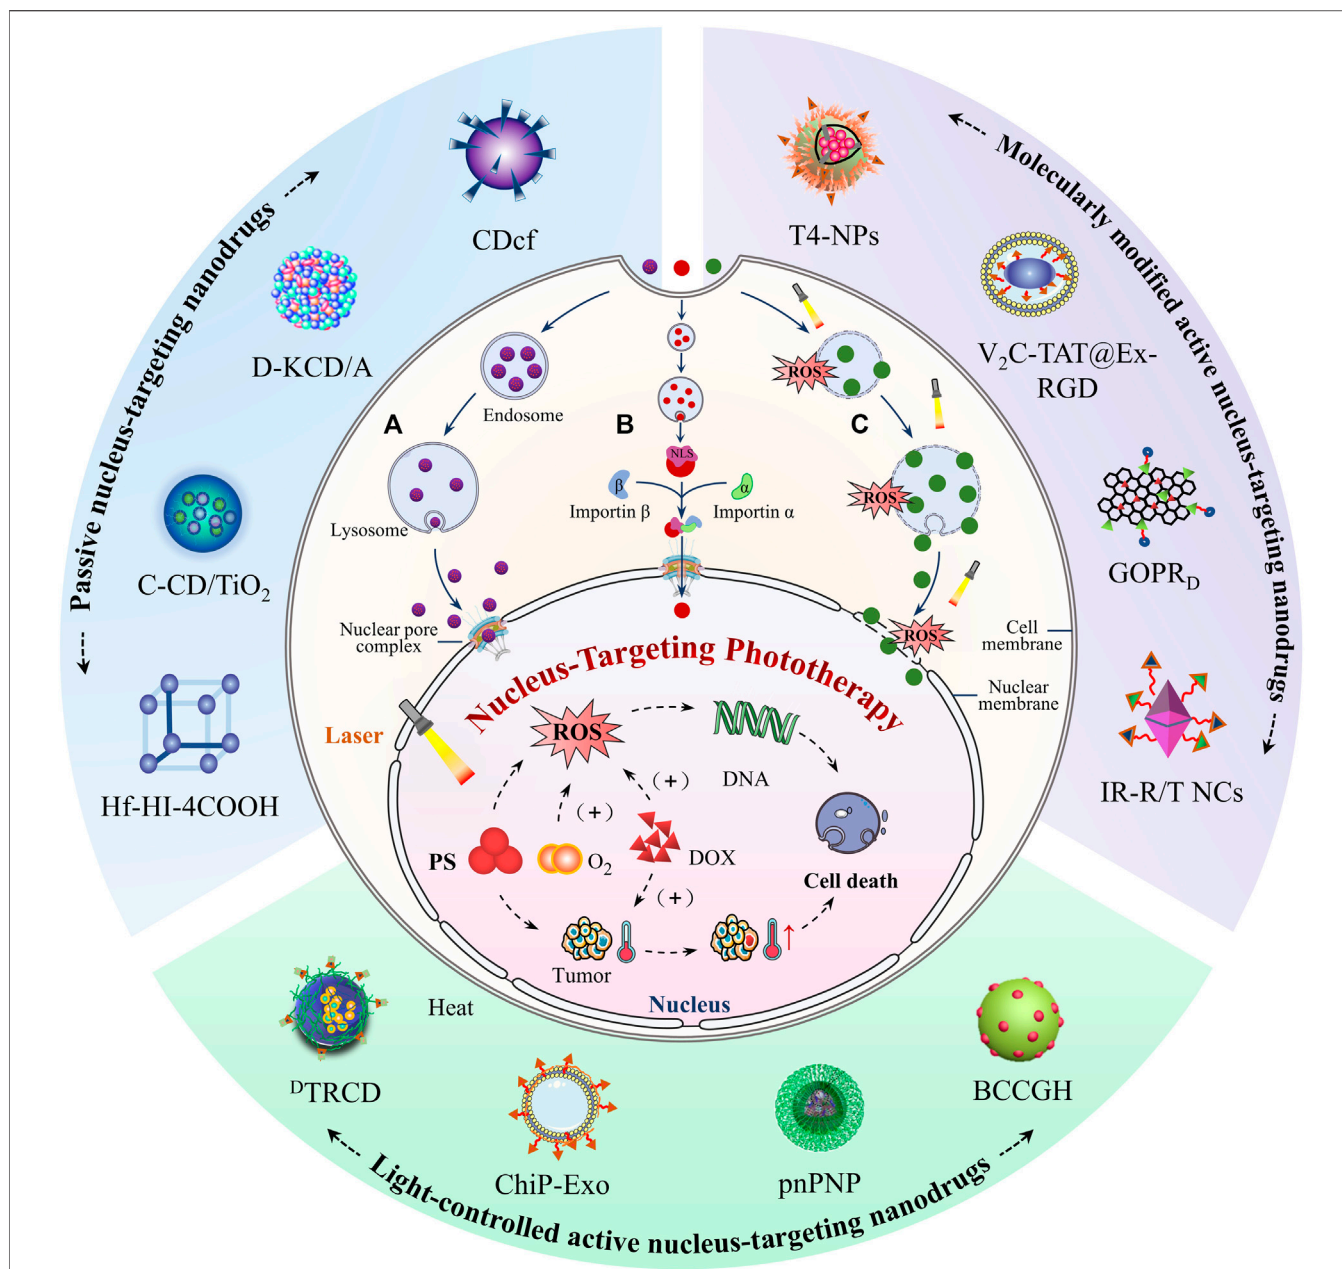 Passive nucleus-targeting nanodrugs
CDcf
D-KCD/A
C-CD/TiO₂
Hf-HI-4COOH
Molecularly modified active nucleus-targeting nanodrugs
T4-NPs
V₂C-TAT@Ex-
RGD
GOPR_D
IR-R/T NCs
Light-controlled active nucleus-targeting nanodrugs
ᴰTRCD
ChiP-Exo
pnPNP
BCCGH
A
Endosome
Lysosome
Nuclear pore
complex
B
NLS
β
α
Importin β
Importin α
C
ROS
ROS
ROS
Cell
membrane
Nuclear
membrane
Nucleus-Targeting Phototherapy
Laser
ROS
DNA
(+)
(+)
PS
O₂
DOX
Cell death
(+)
Tumor
Heat
Nucleus